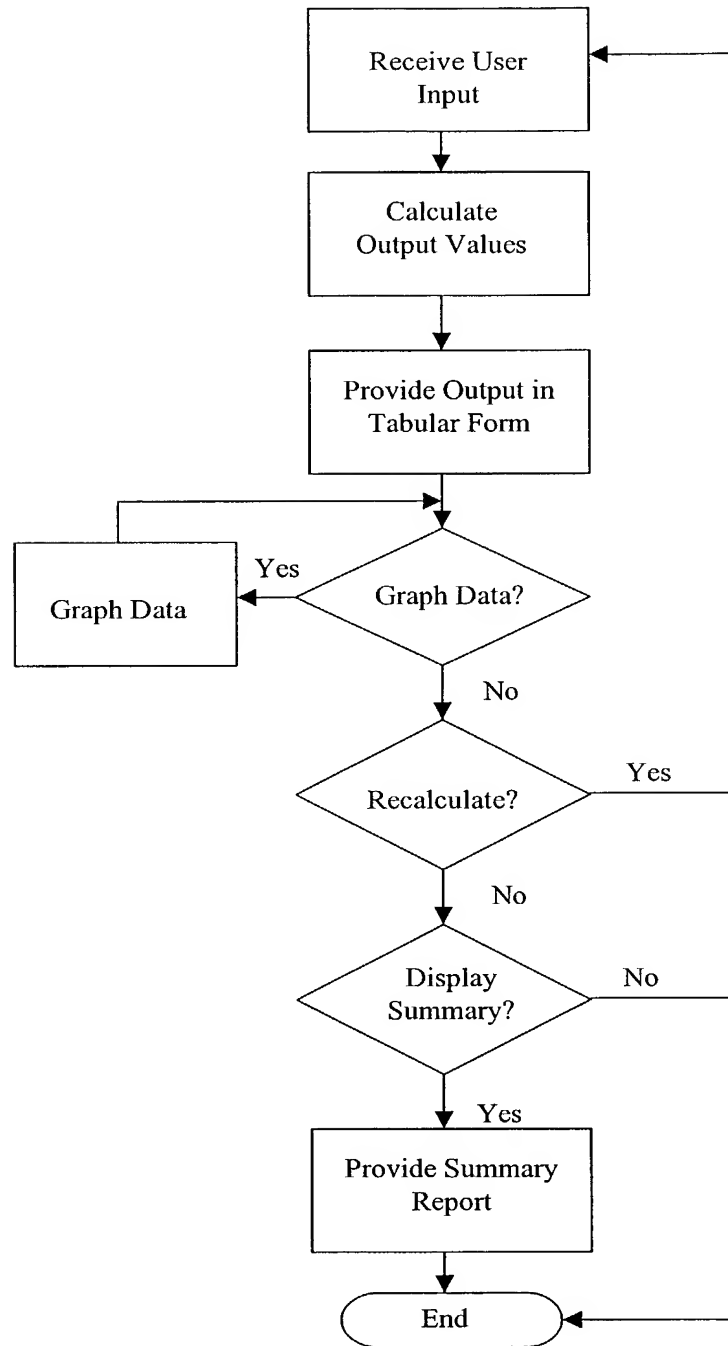 Receive User
Input
Calculate
Output Values
Provide Output in
Tabular Form
Yes
Graph Data
Graph Data?
No
Recalculate?
Yes
No
Display
Summary?
No
Yes
Provide Summary
Report
End